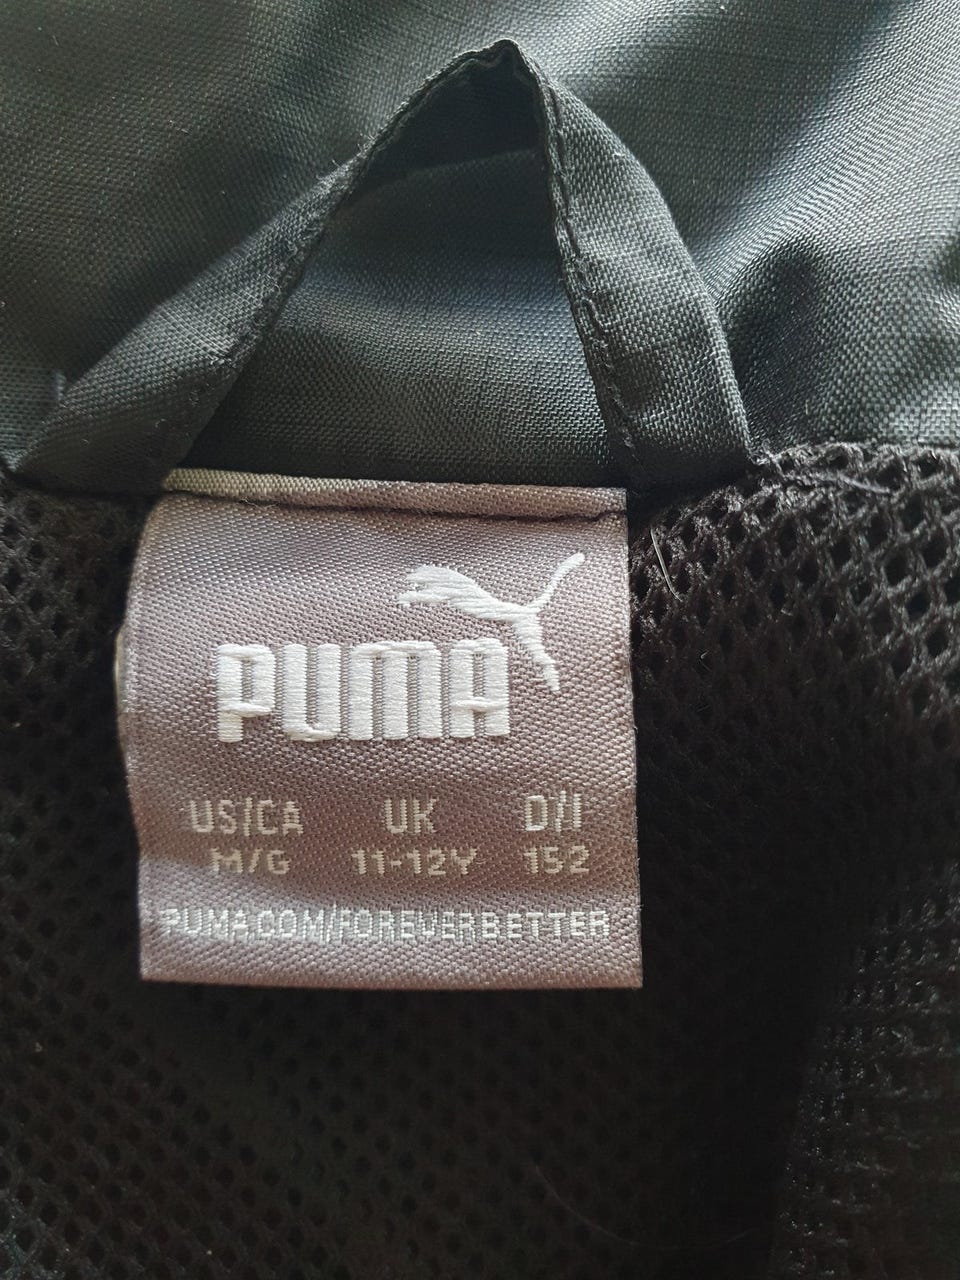 PUMA
US/CA UK D/I
M/G 11-12Y 152
PUMA.COM/FOREVERBETTER